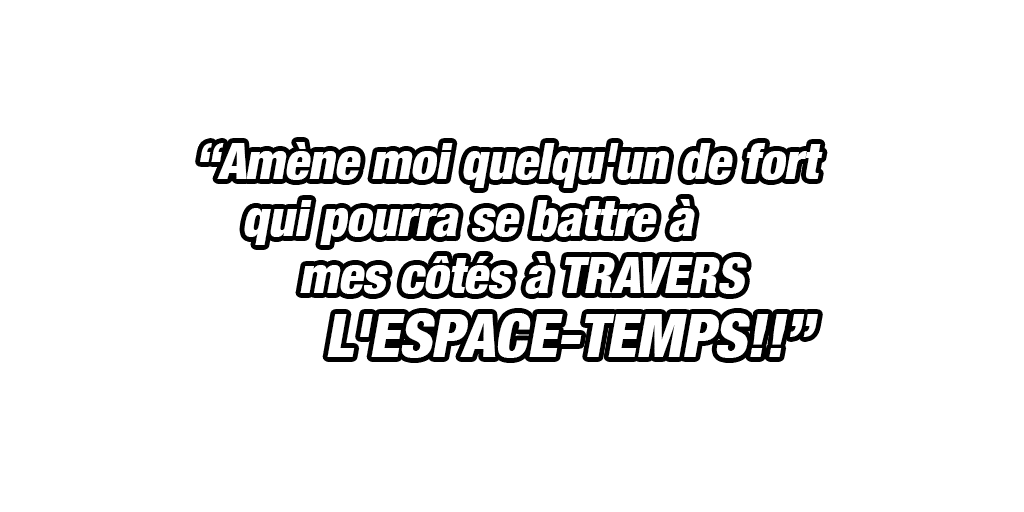 “Amène moi quelqu'un de fort
qui pourra se battre à
mes côtés à TRAVERS
L'ESPACE-TEMPS!!”